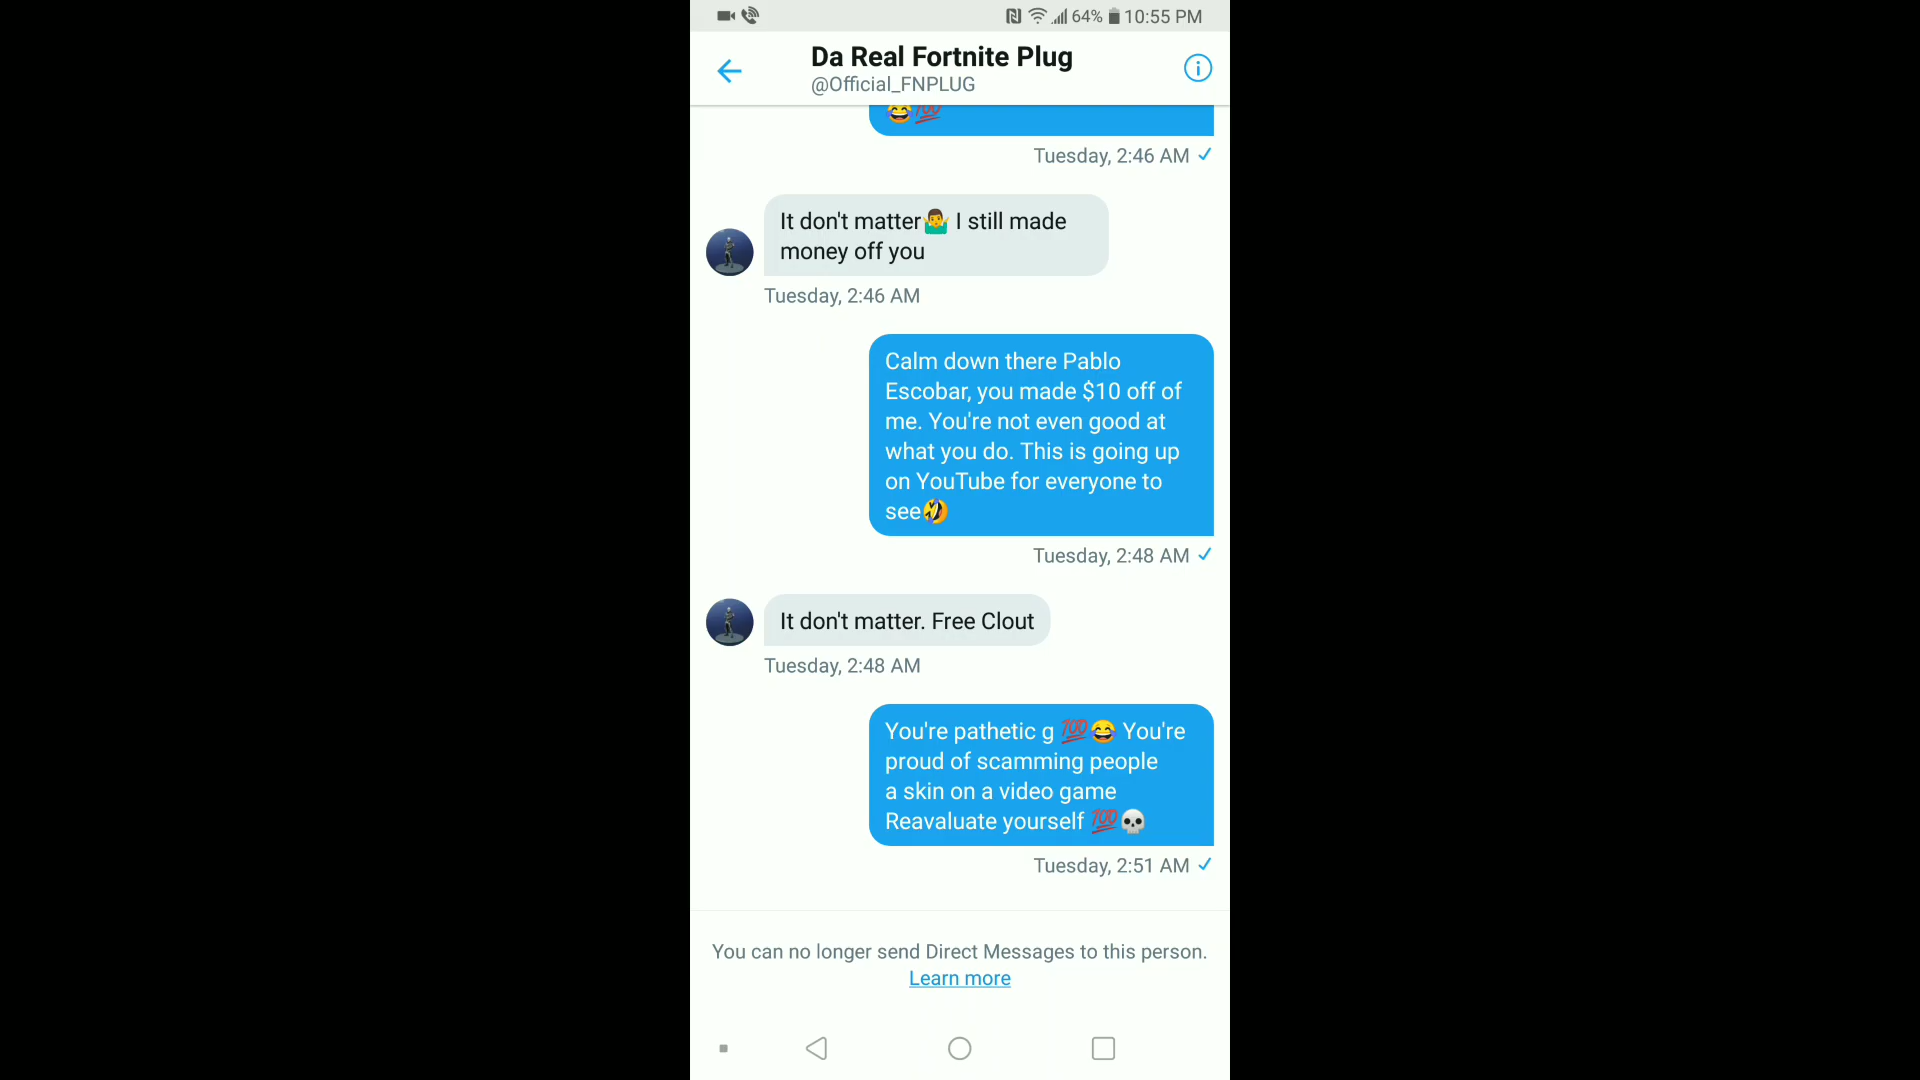 64% 10:55 PM
Da Real Fortnite Plug
@Official_FNPLUG
😂💯
Tuesday, 2:46 AM ✓
It don't matter🤷‍♂️ I still made
money off you
Tuesday, 2:46 AM
Calm down there Pablo
Escobar, you made $10 off of
me. You're not even good at
what you do. This is going up
on YouTube for everyone to
see🤣
Tuesday, 2:48 AM ✓
It don't matter. Free Clout
Tuesday, 2:48 AM
You're pathetic g 💯😂 You're
proud of scamming people
a skin on a video game
Reavaluate yourself 💯💀
Tuesday, 2:51 AM ✓
You can no longer send Direct Messages to this person.
Learn more